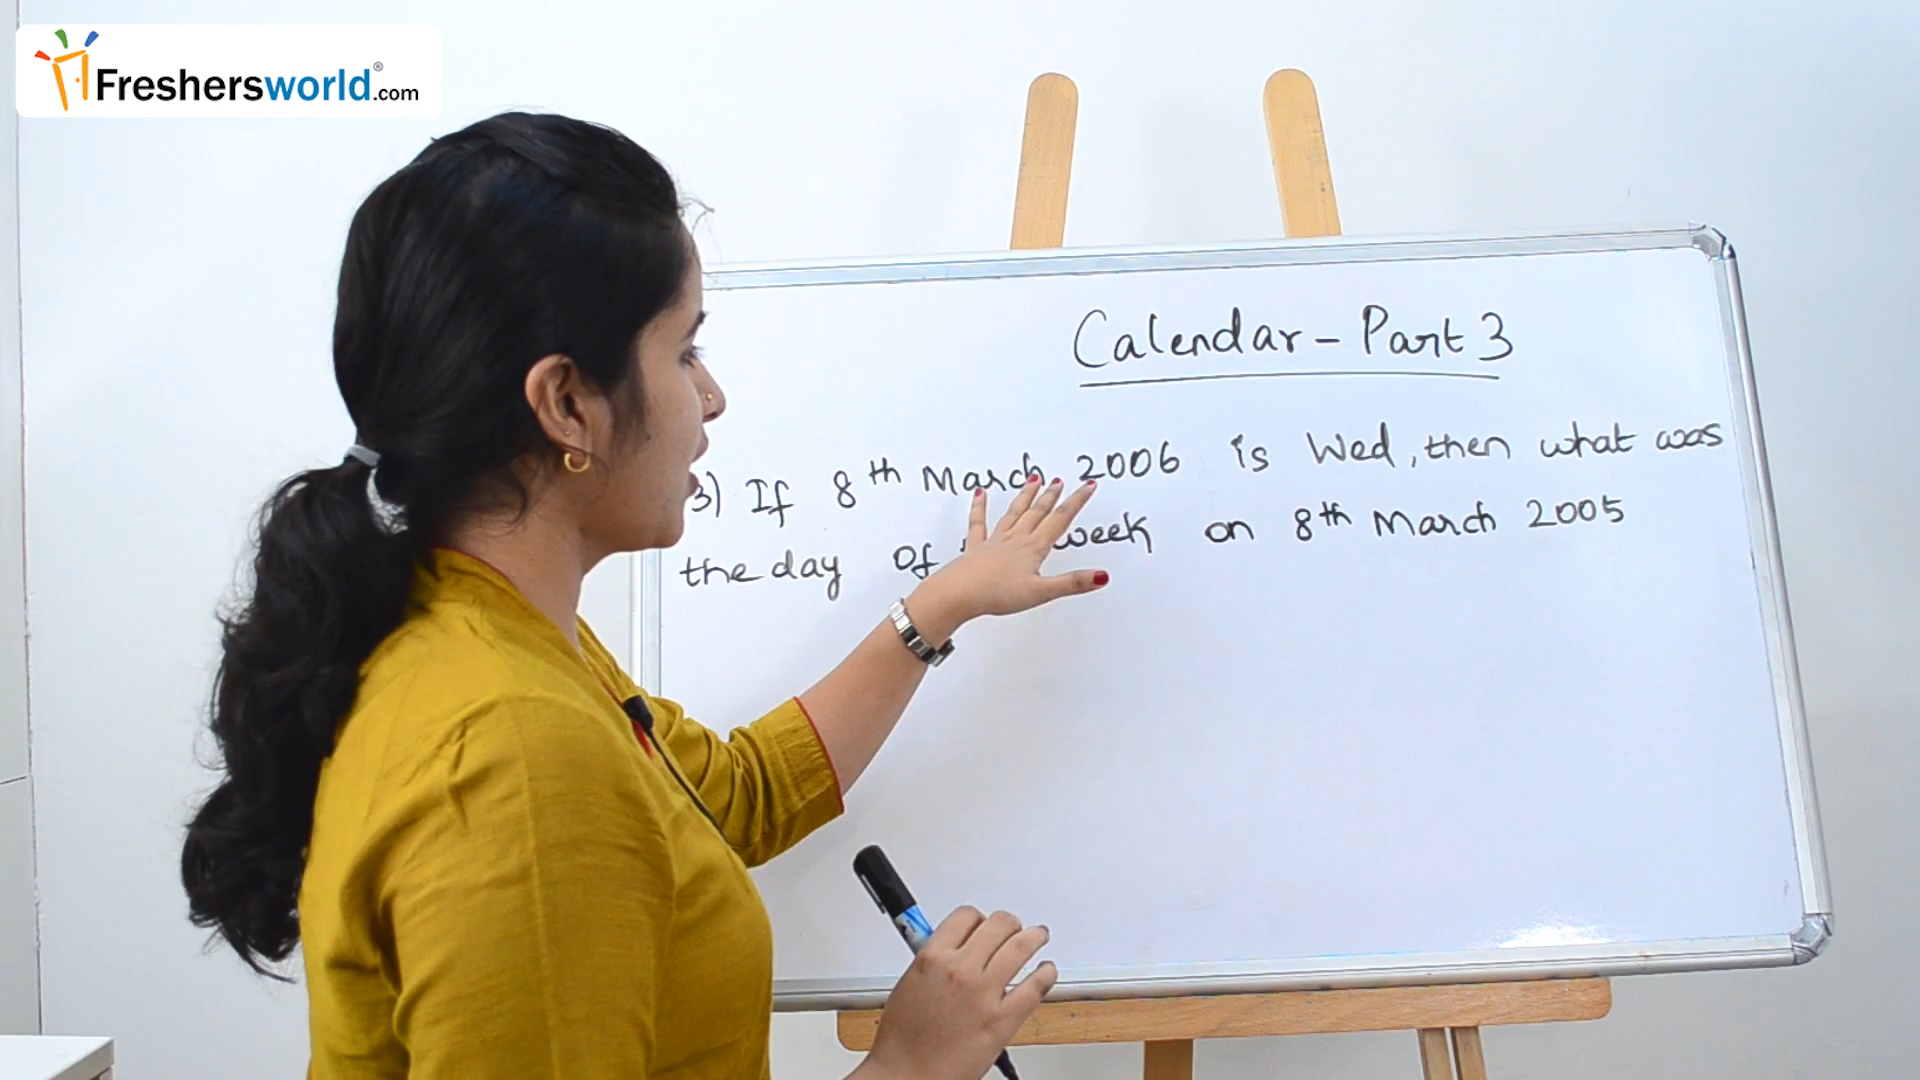 Freshersworld®.com
Calendar - Part 3
3) If 8th March 2006 is Wed, then what was
the day of week on 8th March 2005